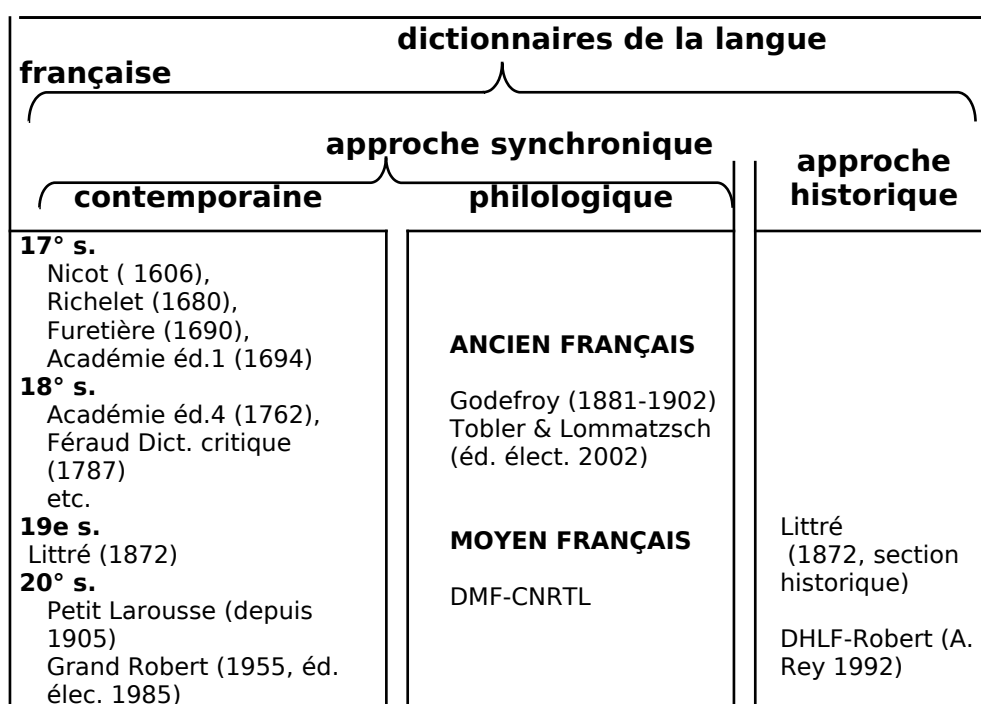 dictionnaires de la langue
française
approche synchronique
contemporaine
philologique
approche
historique
17° s.
Nicot ( 1606),
Richelet (1680),
Furetière (1690),
Académie éd.1 (1694)
18° s.
Académie éd.4 (1762),
Féraud Dict. critique
(1787)
etc.
19e s.
Littré (1872)
20° s.
Petit Larousse (depuis
1905)
Grand Robert (1955, éd.
élec. 1985)
ANCIEN FRANÇAIS
Godefroy (1881-1902)
Tobler & Lommatzsch
(éd. élect. 2002)
MOYEN FRANÇAIS
DMF-CNRTL
Littré
(1872, section
historique)
DHLF-Robert (A.
Rey 1992)